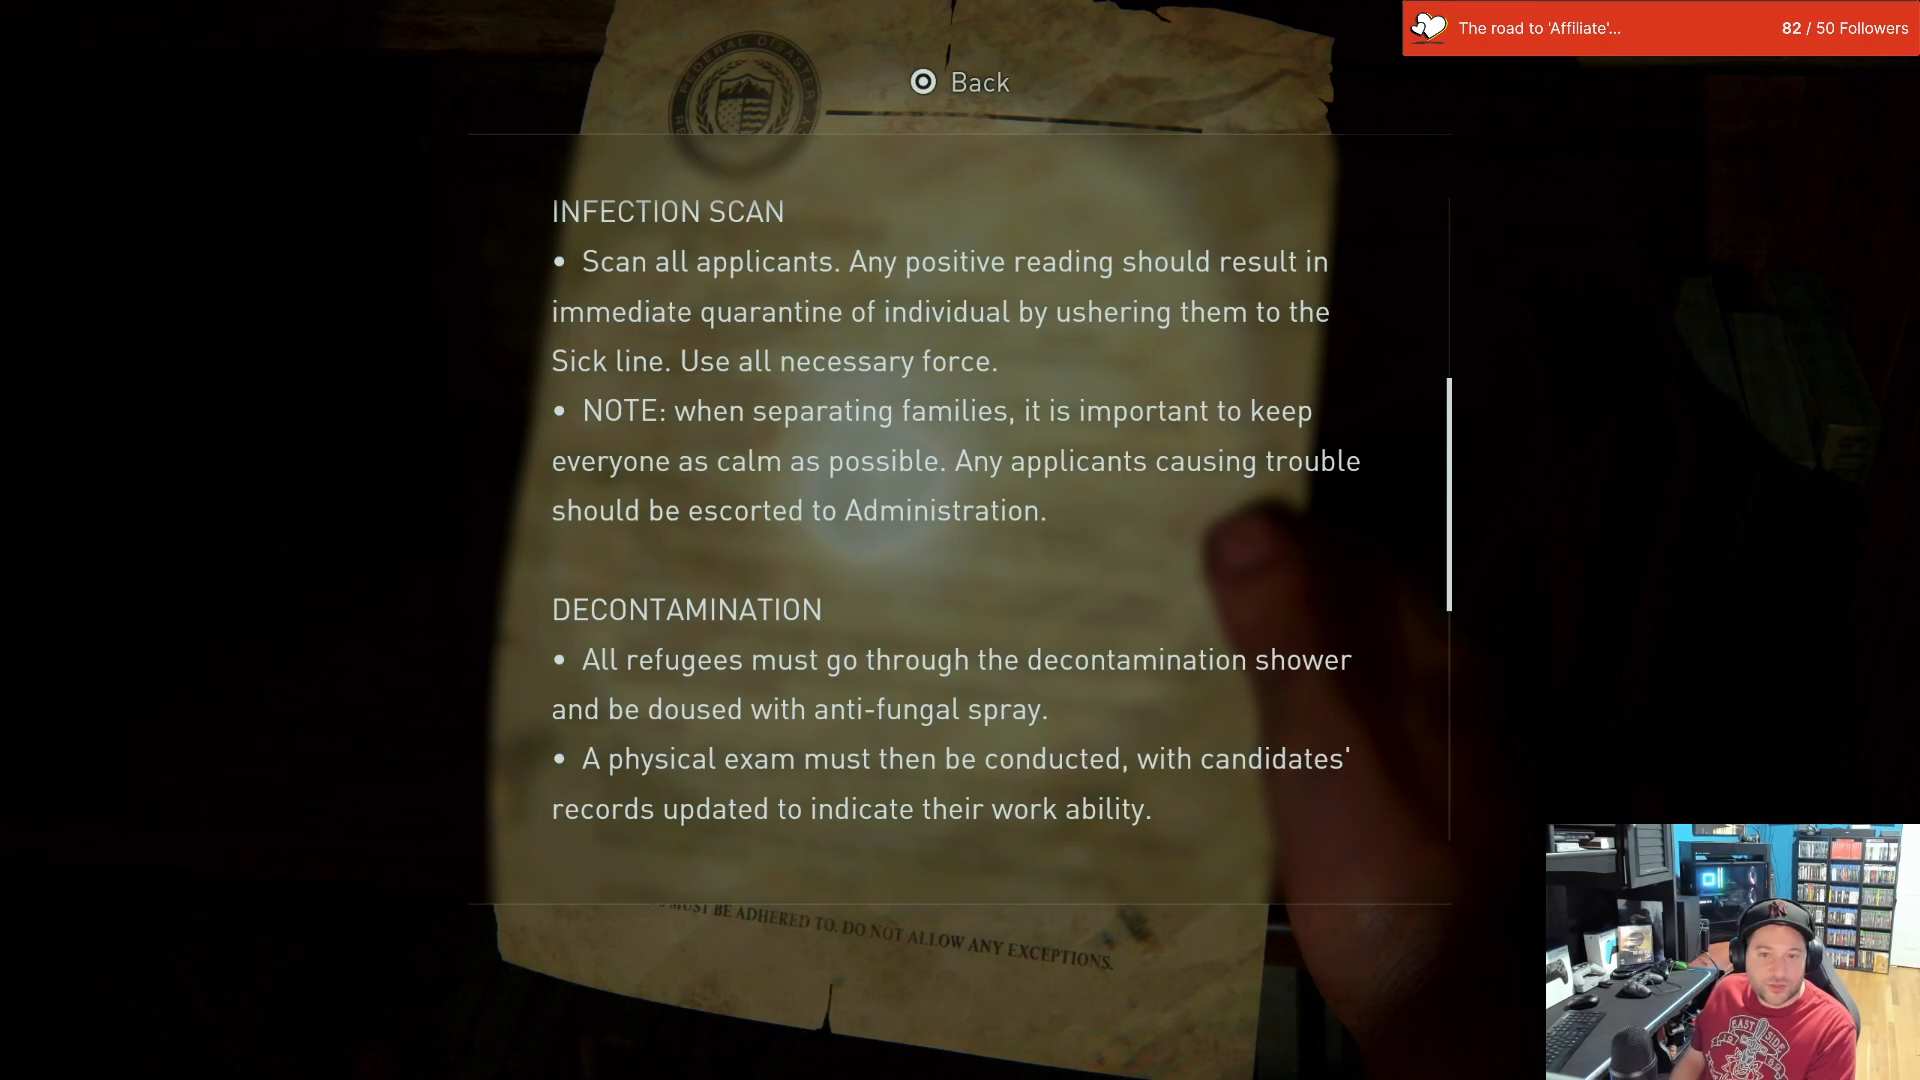 The road to 'Affiliate'...
82 / 50 Followers
FEDERAL DISASTER
Back
INFECTION SCAN
• Scan all applicants. Any positive reading should result in
immediate quarantine of individual by ushering them to the
Sick line. Use all necessary force.
• NOTE: when separating families, it is important to keep
everyone as calm as possible. Any applicants causing trouble
should be escorted to Administration.
DECONTAMINATION
• All refugees must go through the decontamination shower
and be doused with anti-fungal spray.
• A physical exam must then be conducted, with candidates'
records updated to indicate their work ability.
MUST BE ADHERED TO. DO NOT ALLOW ANY EXCEPTIONS.
EAST SIDE